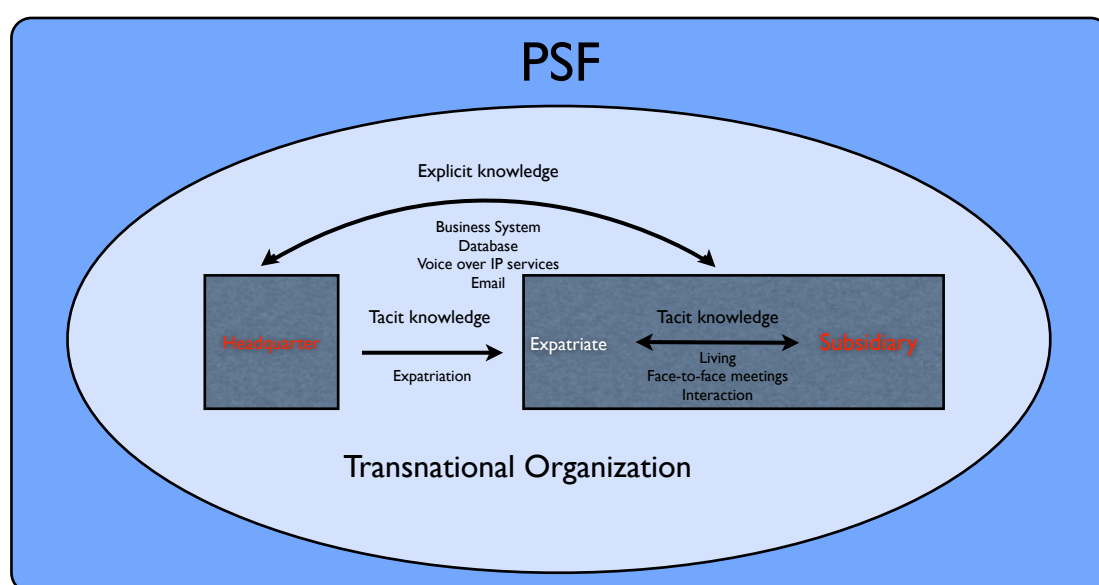 PSF
Explicit knowledge
Business System
Database
Voice over IP services
Email
Headquarter
Tacit knowledge
Expatriation
Expatriate
Tacit knowledge
Living
Face-to-face meetings
Interaction
Subsidiary
Transnational Organization